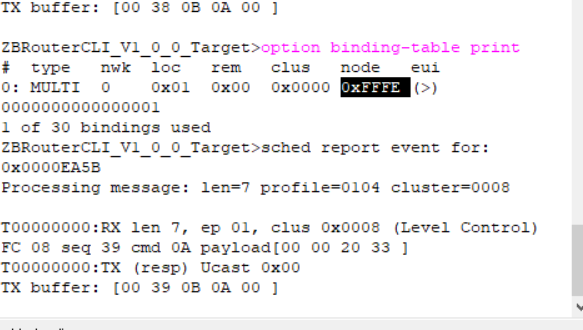 TX buffer: [00 38 0B 0A 00 ]
ZBRouterCLI_V1_0_0_Target>option binding-table print
#  type   nwk  loc   rem   clus    node    eui
0: MULTI  0    0x01  0x00  0x0000  0xFFFE (>)
0000000000000001
1 of 30 bindings used
ZBRouterCLI_V1_0_0_Target>sched report event for:
0x0000EA5B
Processing message: len=7 profile=0104 cluster=0008
T00000000:RX len 7, ep 01, clus 0x0008 (Level Control)
FC 08 seq 39 cmd 0A payload[00 00 20 33 ]
T00000000:TX (resp) Ucast 0x00
TX buffer: [00 39 0B 0A 00 ]